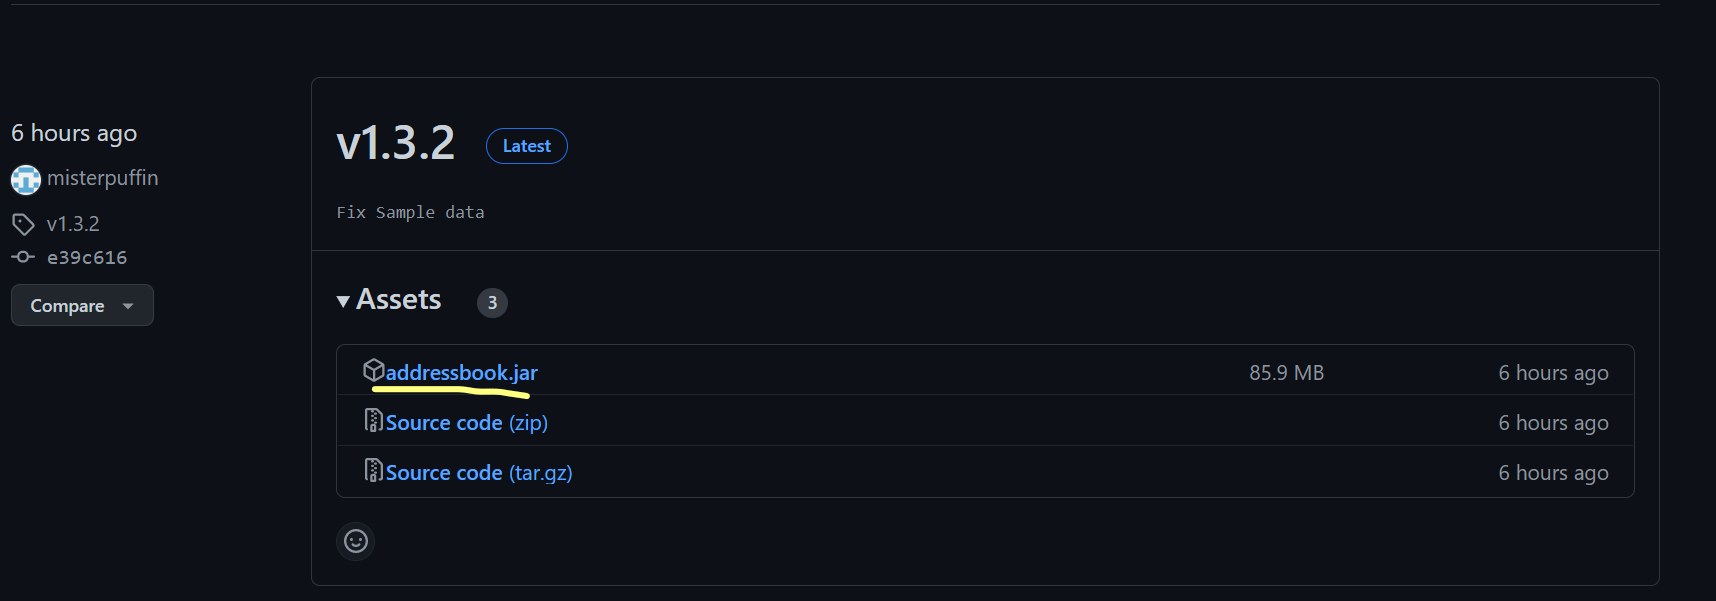 6 hours ago
misterpuffin
v1.3.2
e39c616
Compare
v1.3.2 Latest
Fix Sample data
Assets 3
addressbook.jar 85.9 MB 6 hours ago
Source code (zip) 6 hours ago
Source code (tar.gz) 6 hours ago